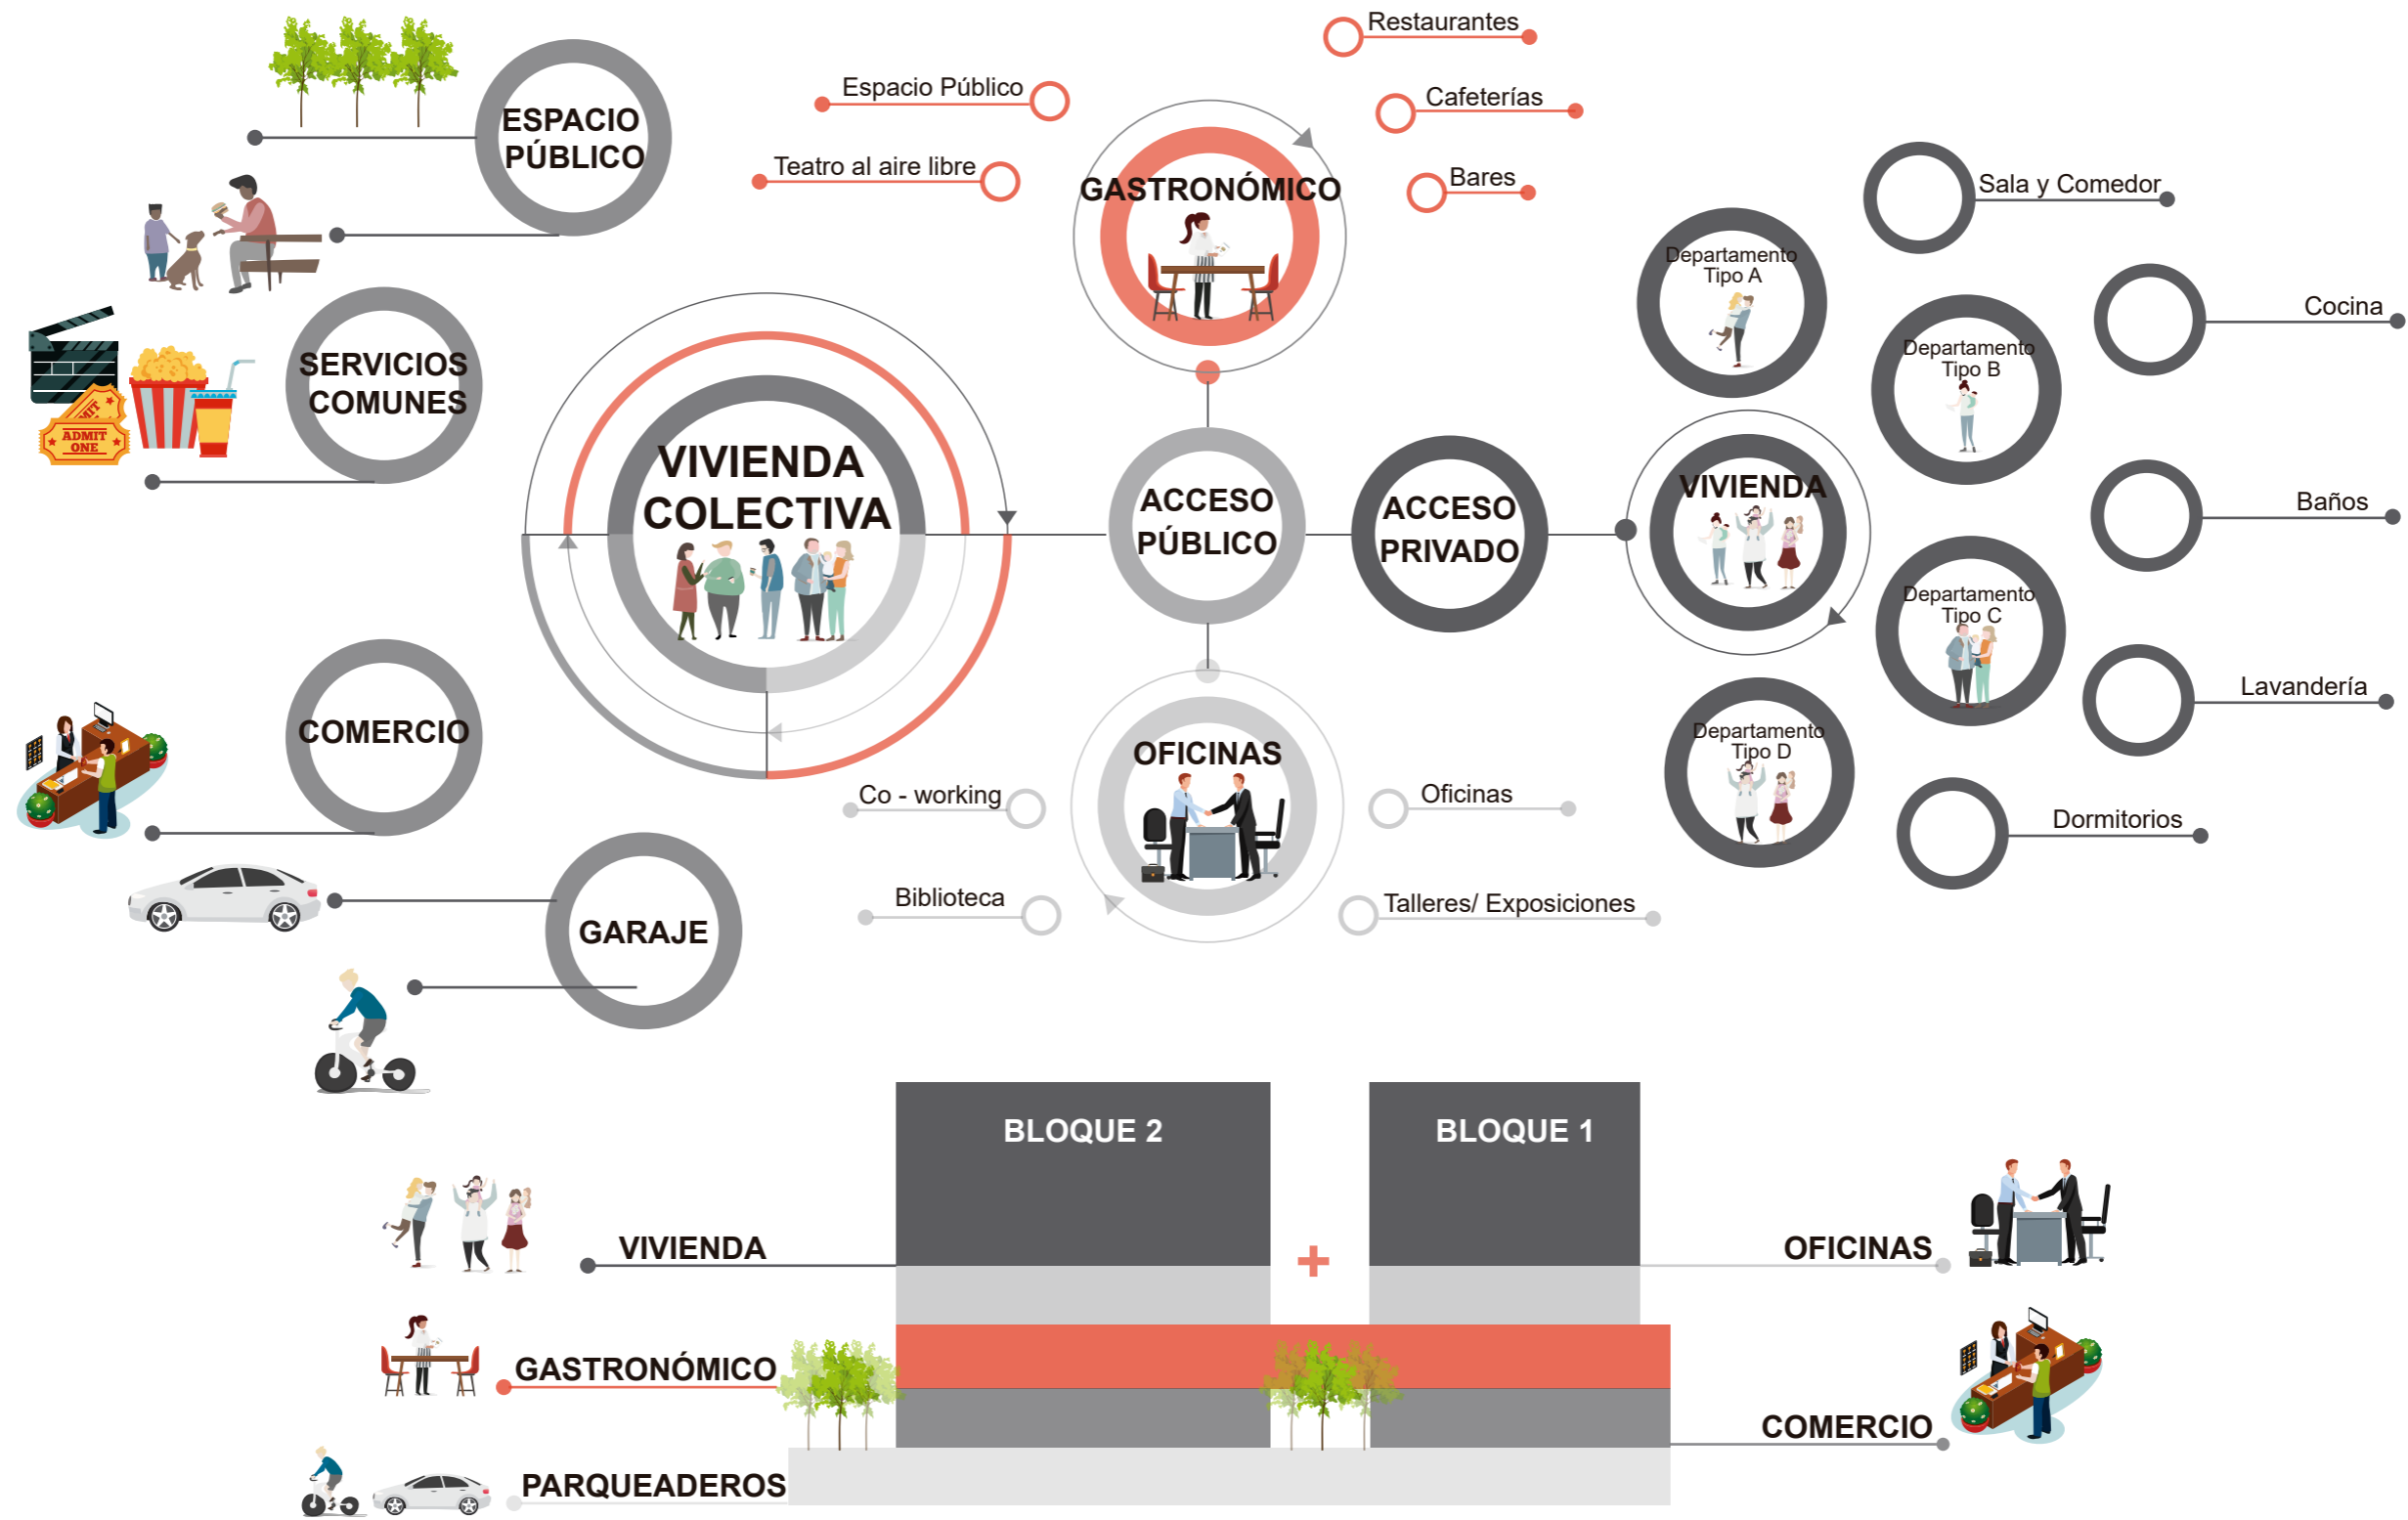 Restaurantes
Espacio Público
Cafeterías
ESPACIO
PÚBLICO
Teatro al aire libre
Bares
GASTRONÓMICO
Sala y Comedor
Departamento
Tipo A
Cocina
Departamento
Tipo B
SERVICIOS
COMUNES
ADMIT
ONE
MIT
VIVIENDA
COLECTIVA
ACCESO
PÚBLICO
ACCESO
PRIVADO
VIVIENDA
Baños
Departamento
Tipo C
Lavandería
COMERCIO
Departamento
Tipo D
OFICINAS
Co - working
Oficinas
Dormitorios
Biblioteca
Talleres/ Exposiciones
GARAJE
BLOQUE 2
BLOQUE 1
+
VIVIENDA
OFICINAS
GASTRONÓMICO
COMERCIO
PARQUEADEROS